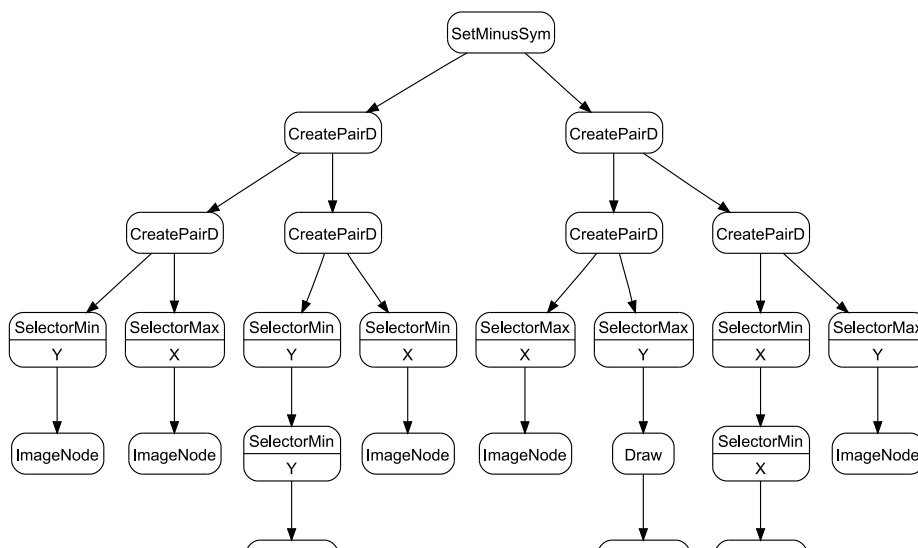 SetMinusSym
CreatePairD
CreatePairD
CreatePairD
CreatePairD
CreatePairD
CreatePairD
SelectorMin
Y
SelectorMax
X
SelectorMin
Y
SelectorMin
X
SelectorMax
X
SelectorMax
Y
SelectorMin
X
SelectorMax
Y
ImageNode
ImageNode
SelectorMin
Y
ImageNode
ImageNode
Draw
SelectorMin
X
ImageNode